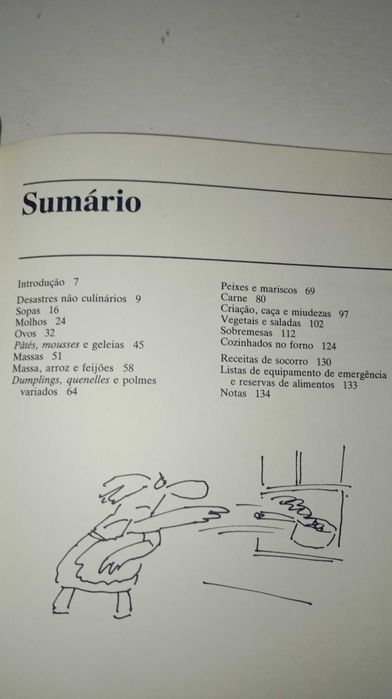 Sumário
Introdução 7
Desastres não culinários 9
Sopas 16
Molhos 24
Ovos 32
Pâtés, mousses e geleias 45
Massas 51
Massa, arroz e feijões 58
Dumplings, quenelles e polmes
variados 64
Peixes e mariscos 69
Carne 80
Criação, caça e miudezas 97
Vegetais e saladas 102
Sobremesas 112
Cozinhados no forno 124
Receitas de socorro 130
Listas de equipamento de emergência
e reservas de alimentos 133
Notas 134